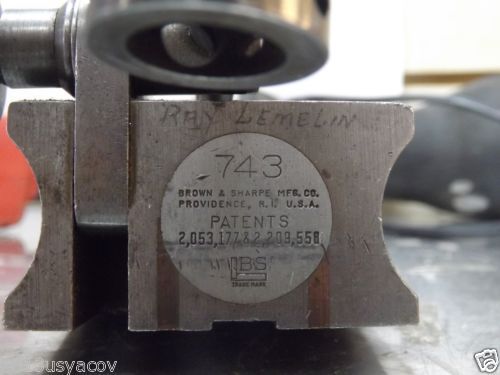 RAY LEMELIN
743
BROWN & SHARPE MFG. CO.
PROVIDENCE, R.I. U.S.A.
PATENTS
2,053,177 & 2,209,558
BS
TRADE MARK